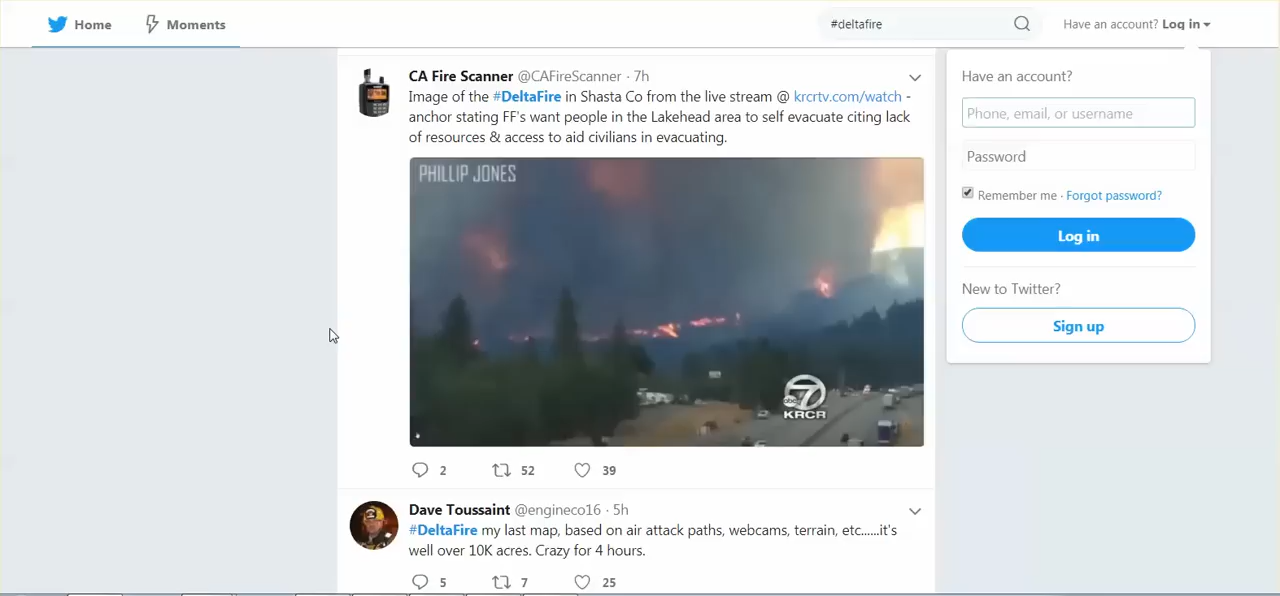 Home
Moments
#deltafire
Have an account? Log in
CA Fire Scanner @CAFireScanner · 7h
Image of the #DeltaFire in Shasta Co from the live stream @ krcrtv.com/watch -
anchor stating FF's want people in the Lakehead area to self evacuate citing lack
of resources & access to aid civilians in evacuating.
PHILLIP JONES
abc 7
KRCR
2 52 39
Dave Toussaint @engineco16 · 5h
#DeltaFire my last map, based on air attack paths, webcams, terrain, etc......it's
well over 10K acres. Crazy for 4 hours.
5 7 25
Have an account?
Phone, email, or username
Password
Remember me · Forgot password?
Log in
New to Twitter?
Sign up